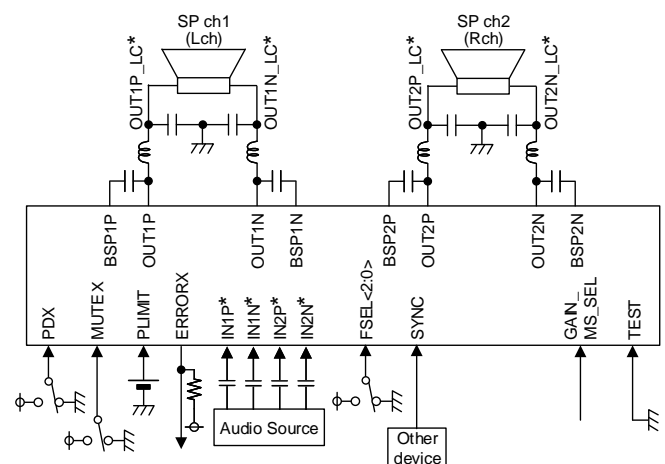 SP ch1
(Lch)
SP ch2
(Rch)
OUT1P_LC*
OUT1N_LC*
OUT2P_LC*
OUT2N_LC*
BSP1P
OUT1P
OUT1N
BSP1N
BSP2P
OUT2P
OUT2N
BSP2N
PDX
MUTEX
PLIMIT
ERRORX
IN1P*
IN1N*
IN2P*
IN2N*
FSEL<2:0>
SYNC
GAIN_
MS_SEL
TEST
Audio Source
Other
device